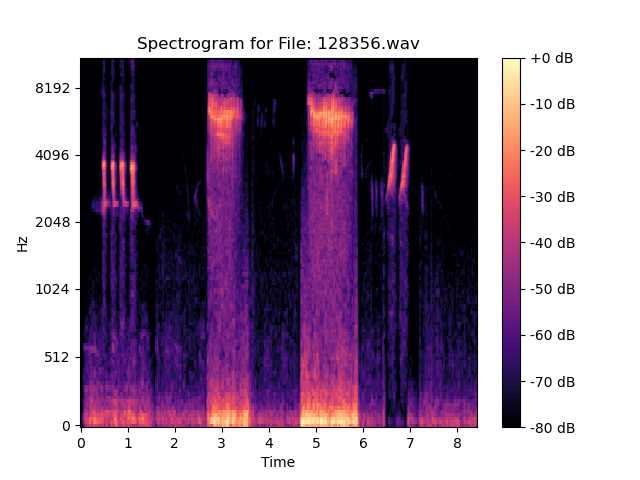 Spectrogram for File: 128356.wav
Hz
8192
4096
2048
1024
512
0
0 1 2 3 4 5 6 7 8
Time
+0 dB
-10 dB
-20 dB
-30 dB
-40 dB
-50 dB
-60 dB
-70 dB
-80 dB